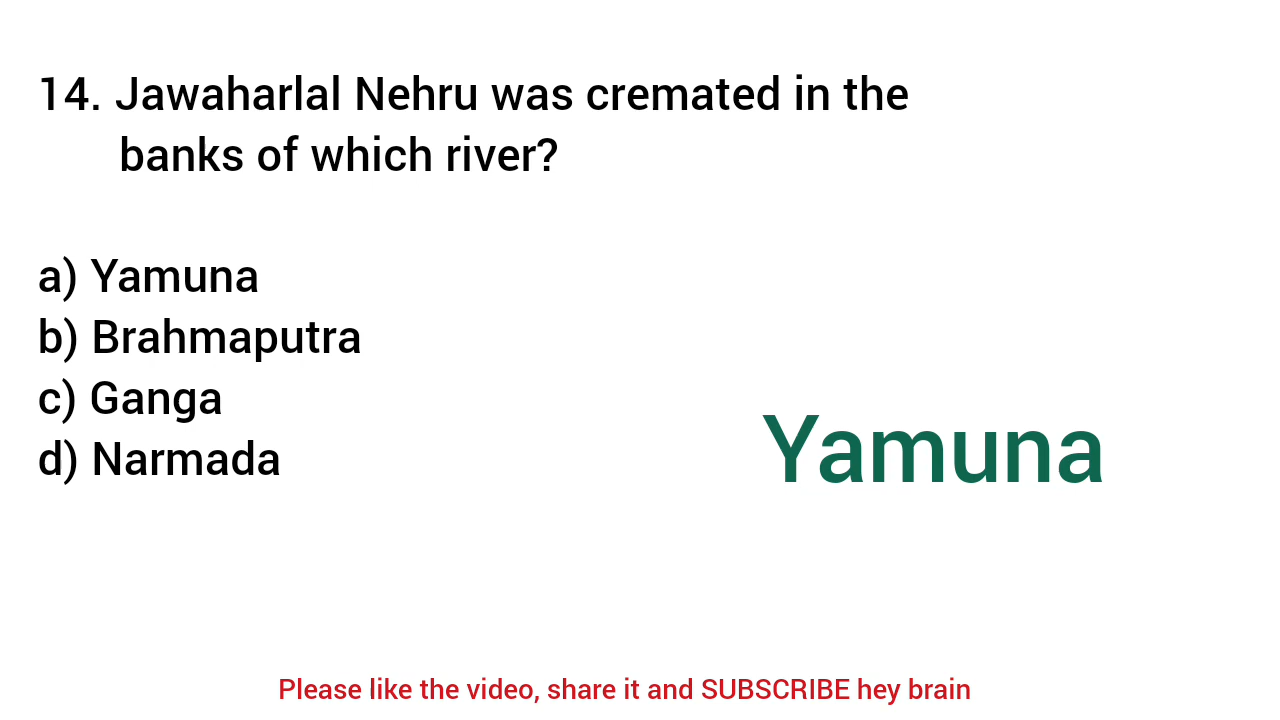 14. Jawaharlal Nehru was cremated in the
banks of which river?
a) Yamuna
b) Brahmaputra
c) Ganga
d) Narmada
Yamuna
Please like the video, share it and SUBSCRIBE hey brain